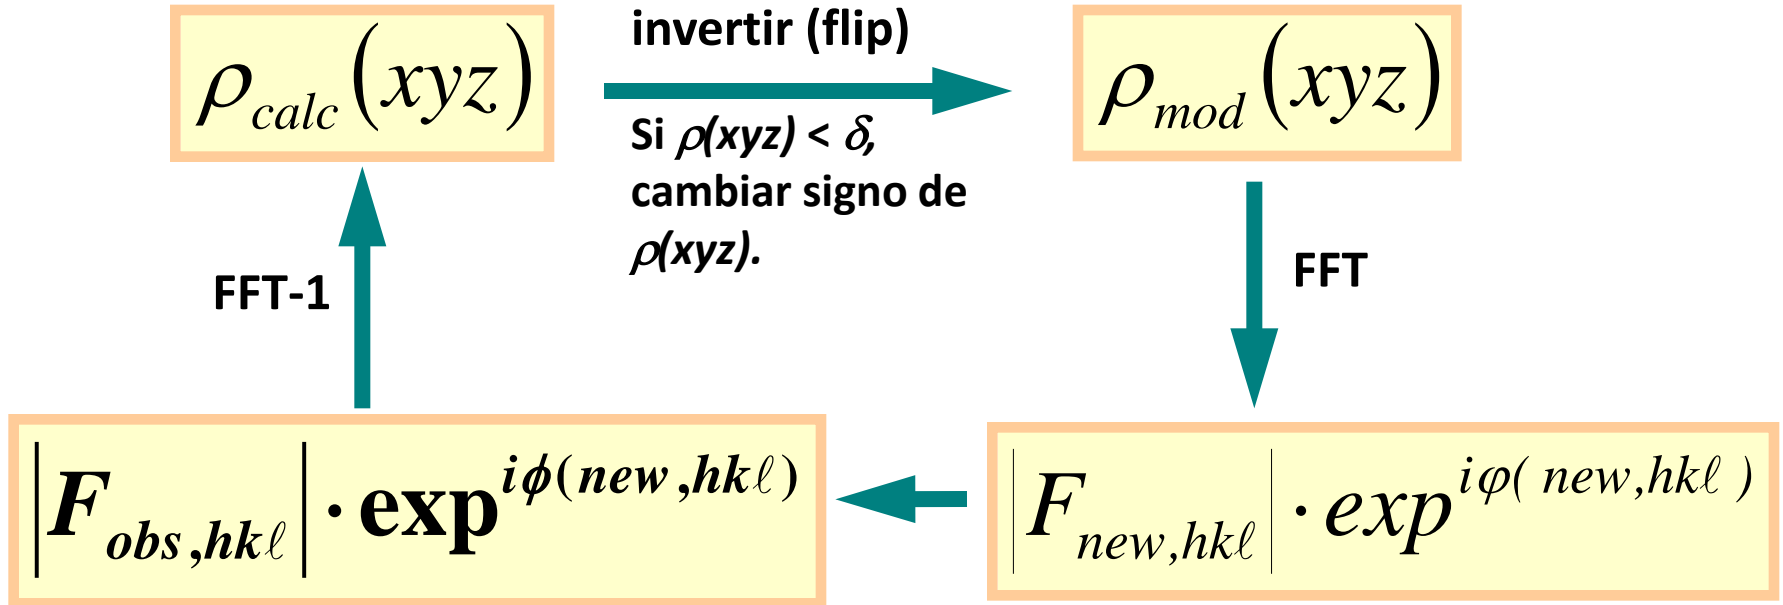 ρcalc(xyz)
invertir (flip)
Si ρ(xyz) < δ,
cambiar signo de
ρ(xyz).
ρmod(xyz)
FFT-1
FFT
|Fobs,hkℓ| · exp^iϕ(new,hkℓ)
|Fnew,hkℓ| · exp^iφ( new,hkℓ )